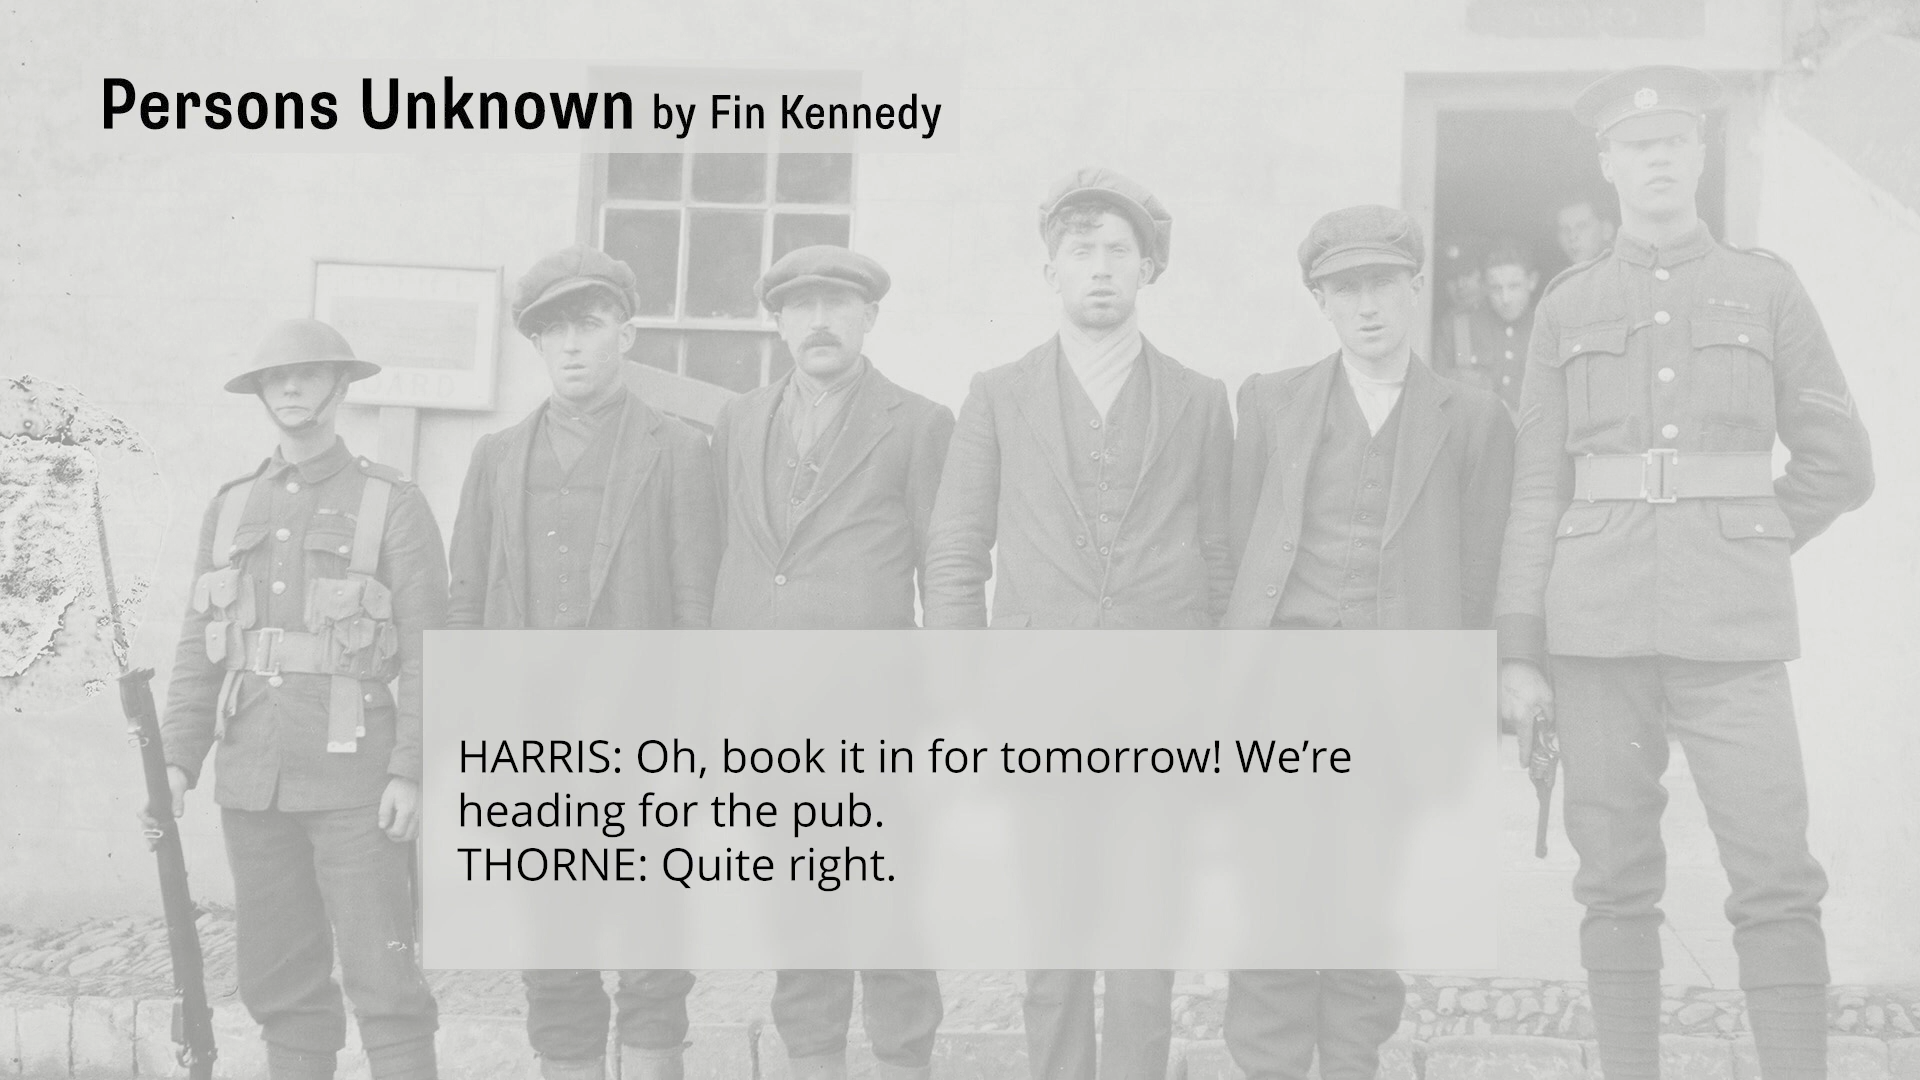 Persons Unknown by Fin Kennedy
HARRIS: Oh, book it in for tomorrow! We’re
heading for the pub.
THORNE: Quite right.